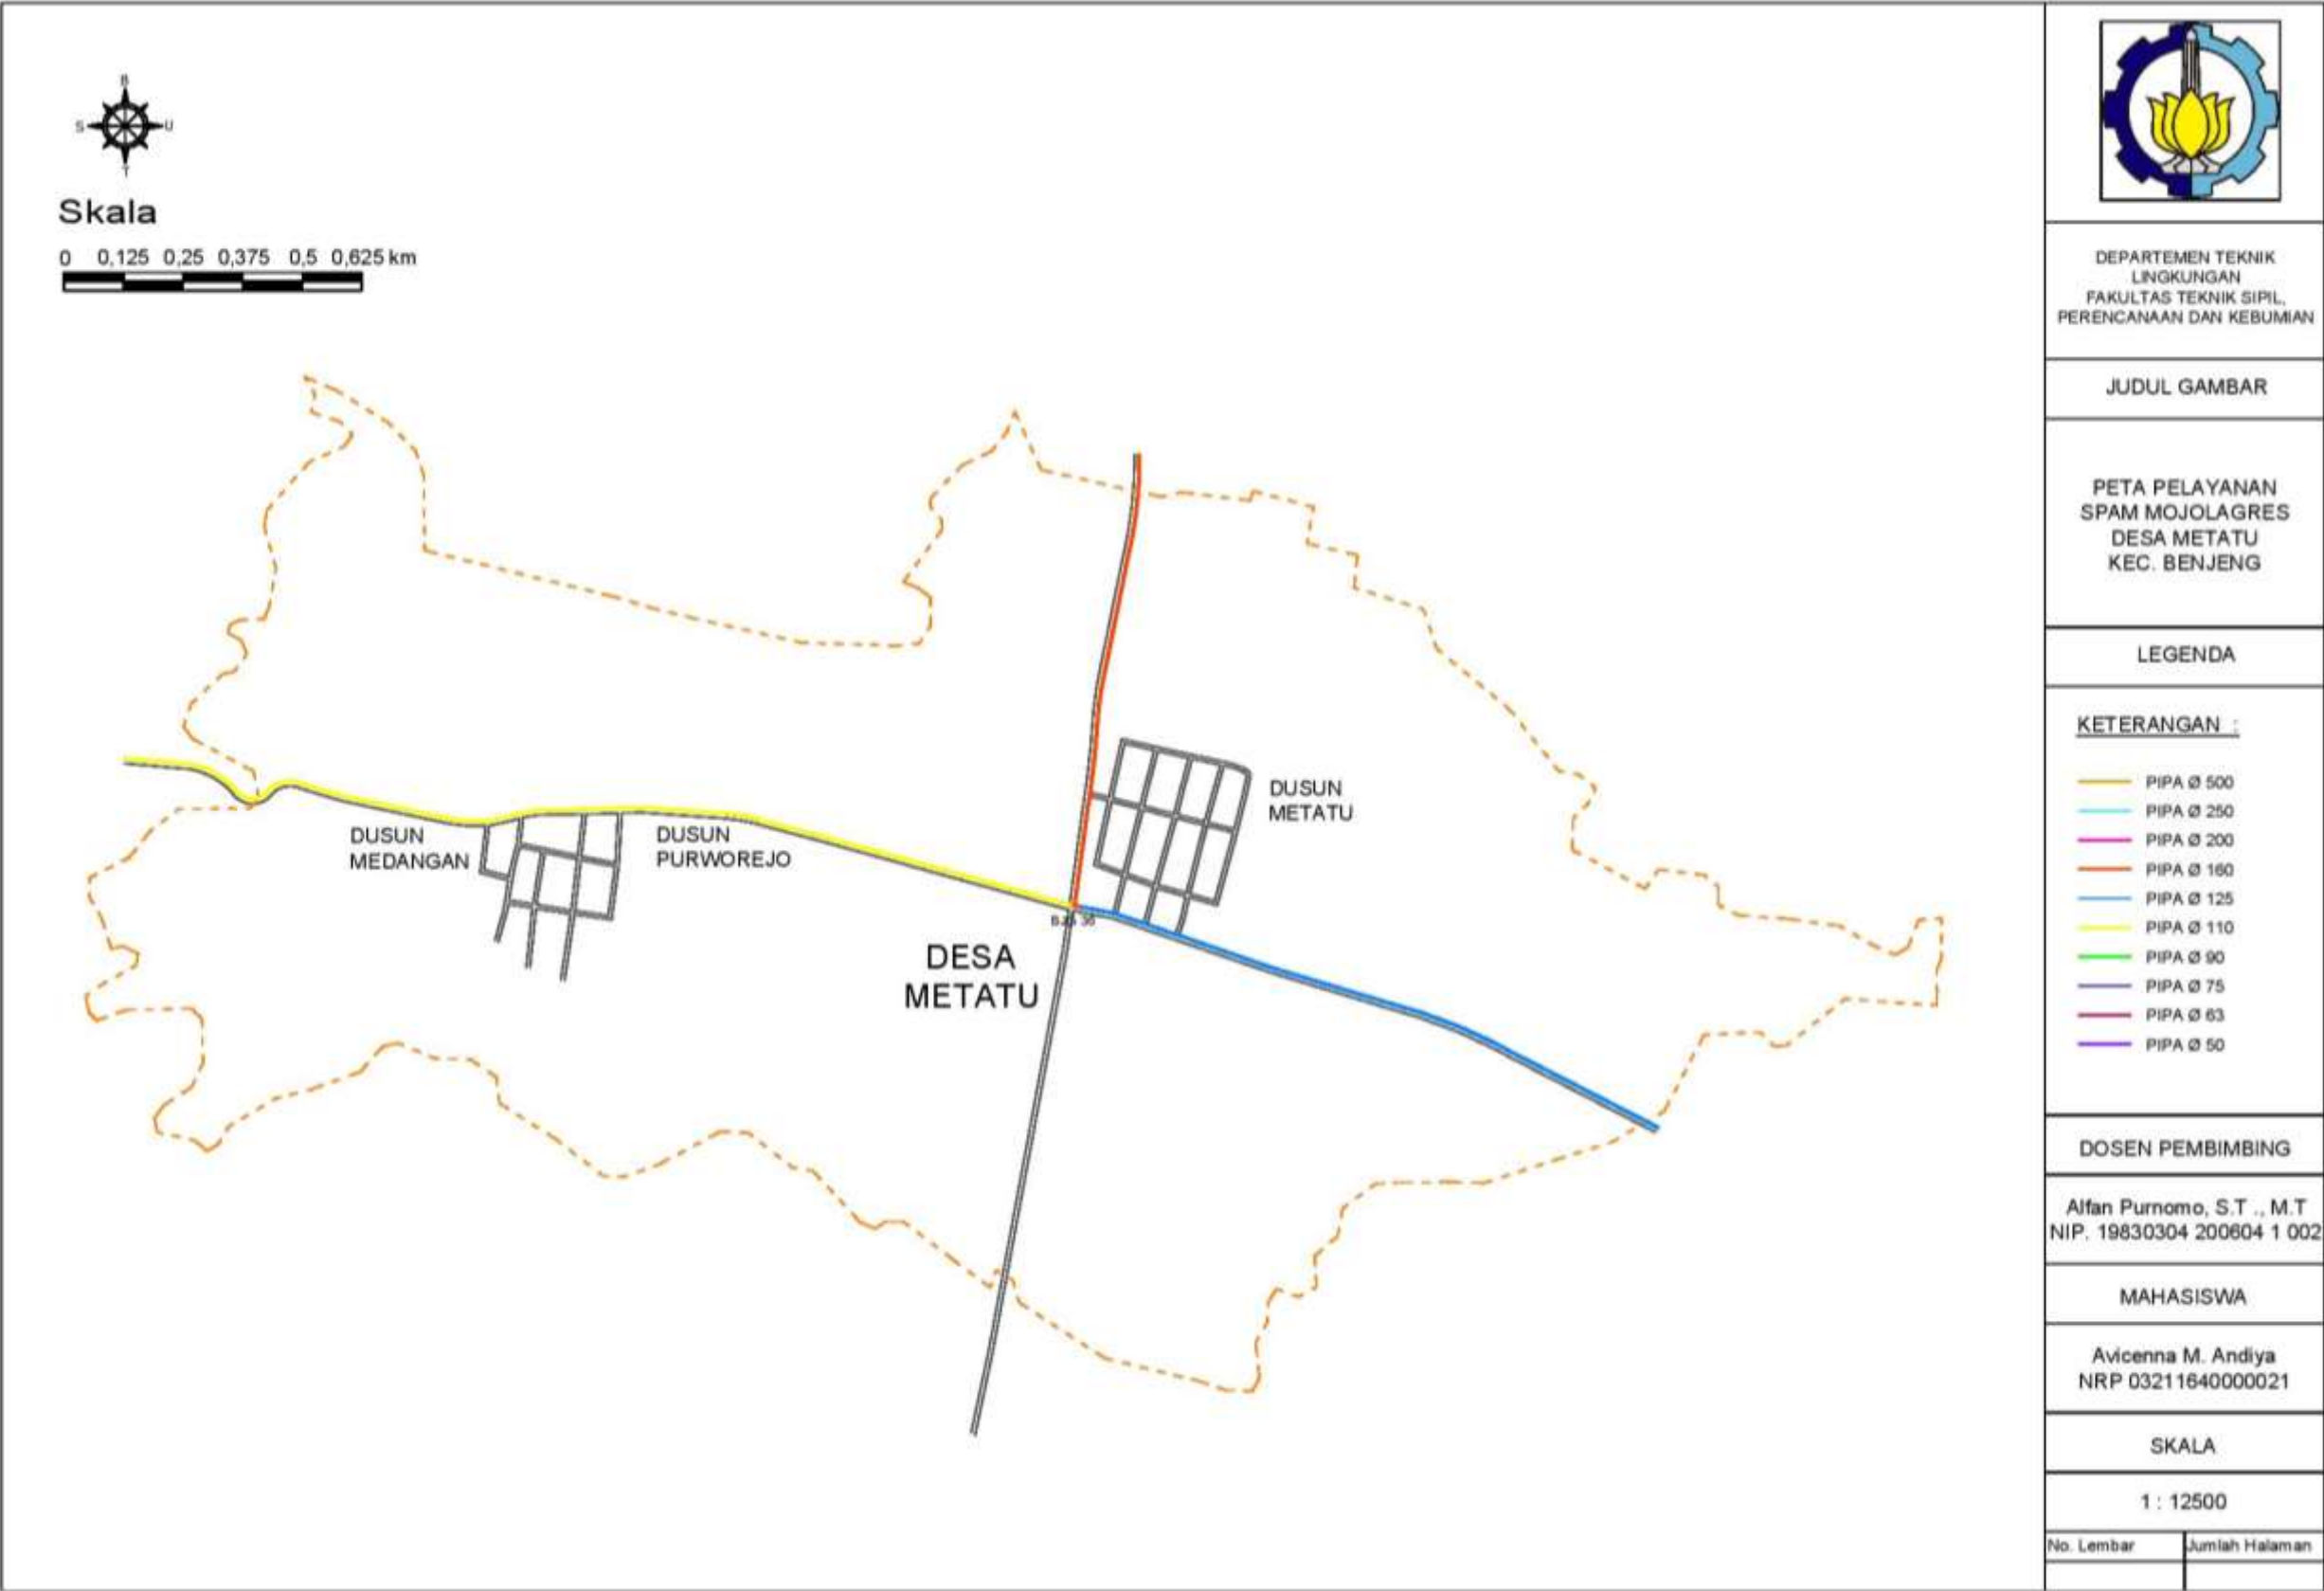 B
S
U
T
Skala
0 0,125 0,25 0,375 0,5 0,625 km
DUSUN
METATU
DUSUN
MEDANGAN
DUSUN
PURWOREJO
DESA
METATU
DEPARTEMEN TEKNIK
LINGKUNGAN
FAKULTAS TEKNIK SIPIL,
PERENCANAAN DAN KEBUMIAN
JUDUL GAMBAR
PETA PELAYANAN
SPAM MOJOLAGRES
DESA METATU
KEC. BENJENG
LEGENDA
KETERANGAN :
PIPA Ø 500
PIPA Ø 250
PIPA Ø 200
PIPA Ø 160
PIPA Ø 125
PIPA Ø 110
PIPA Ø 90
PIPA Ø 75
PIPA Ø 63
PIPA Ø 50
DOSEN PEMBIMBING
Alfan Purnomo, S.T ., M.T
NIP. 19830304 200604 1 002
MAHASISWA
Avicenna M. Andiya
NRP 03211640000021
SKALA
1 : 12500
No. Lembar
Jumlah Halaman